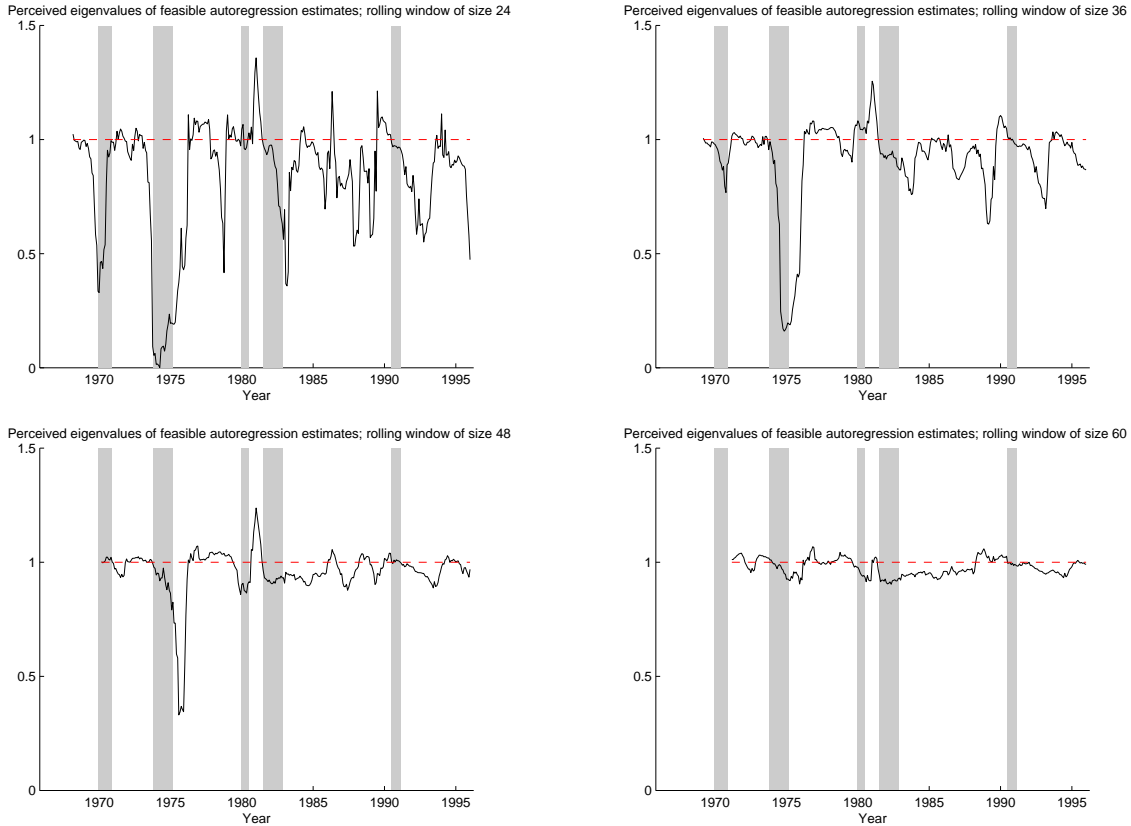 Perceived eigenvalues of feasible autoregression estimates; rolling window of size 24
1.5
1
0.5
0
1970 1975 1980 1985 1990 1995
Year
Perceived eigenvalues of feasible autoregression estimates; rolling window of size 36
1.5
1
0.5
0
1970 1975 1980 1985 1990 1995
Year
Perceived eigenvalues of feasible autoregression estimates; rolling window of size 48
1.5
1
0.5
0
1970 1975 1980 1985 1990 1995
Year
Perceived eigenvalues of feasible autoregression estimates; rolling window of size 60
1.5
1
0.5
0
1970 1975 1980 1985 1990 1995
Year